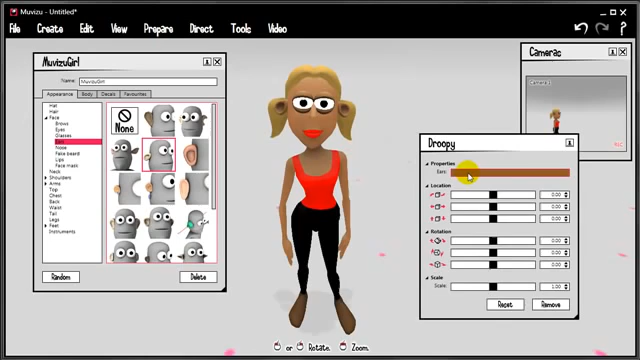 Muvizu - Untitled*
File Create Edit View Prepare Direct Tools Video
MuvizuGirl
Name: MuvizuGirl
Appearance Body Decals Favourites
Hat
Hair
Face
Brows
Eyes
Glasses
Ears
Nose
Fake beard
Lips
Face mask
Neck
Shoulders
Arms
Top
Hands
Back
Waist
Tail
Legs
Feet
Instruments
None
Random Delete
Cameras
Camera 1
REC
Droopy
Properties
Ears:
Location
0.00
0.00
0.00
Rotation
0.00
0.00
0.00
Scale
Scale: 1.00
Reset Remove
or Rotate. Zoom.